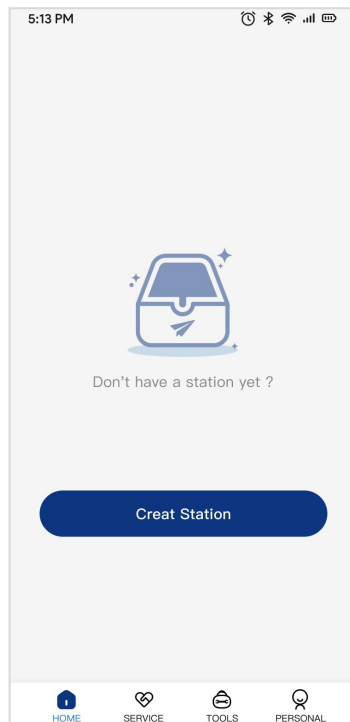 5:13 PM
Don't have a station yet ?
Creat Station
HOME SERVICE TOOLS PERSONAL